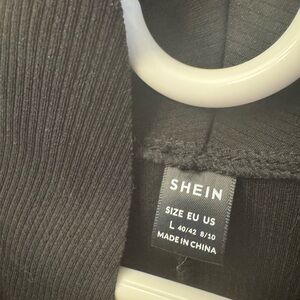 SHEIN
SIZE EU US
L 40/42 8/10
MADE IN CHINA